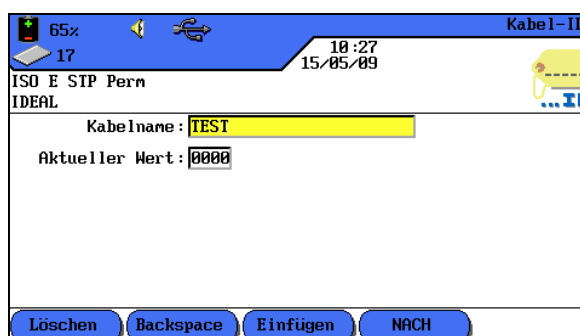 65% Kabel-II
17 10:27
15/05/09
ISO E STP Perm
IDEAL
Kabelname: TEST
Aktueller Wert: 0000
Löschen Backspace Einfügen NACH